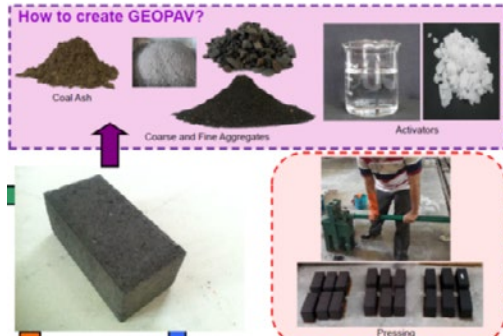 How to create GEOPAV?
Coal Ash
Coarse and Fine Aggregates
Activators
Pressing